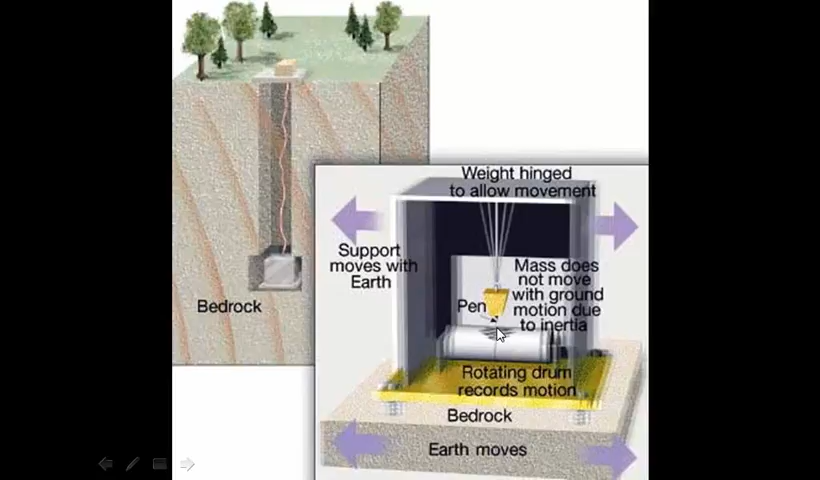 Weight hinged
to allow movement
Support
moves with
Earth
Mass does
not move
with ground
motion due
to inertia
Pen
Bedrock
Rotating drum
records motion
Bedrock
Earth moves